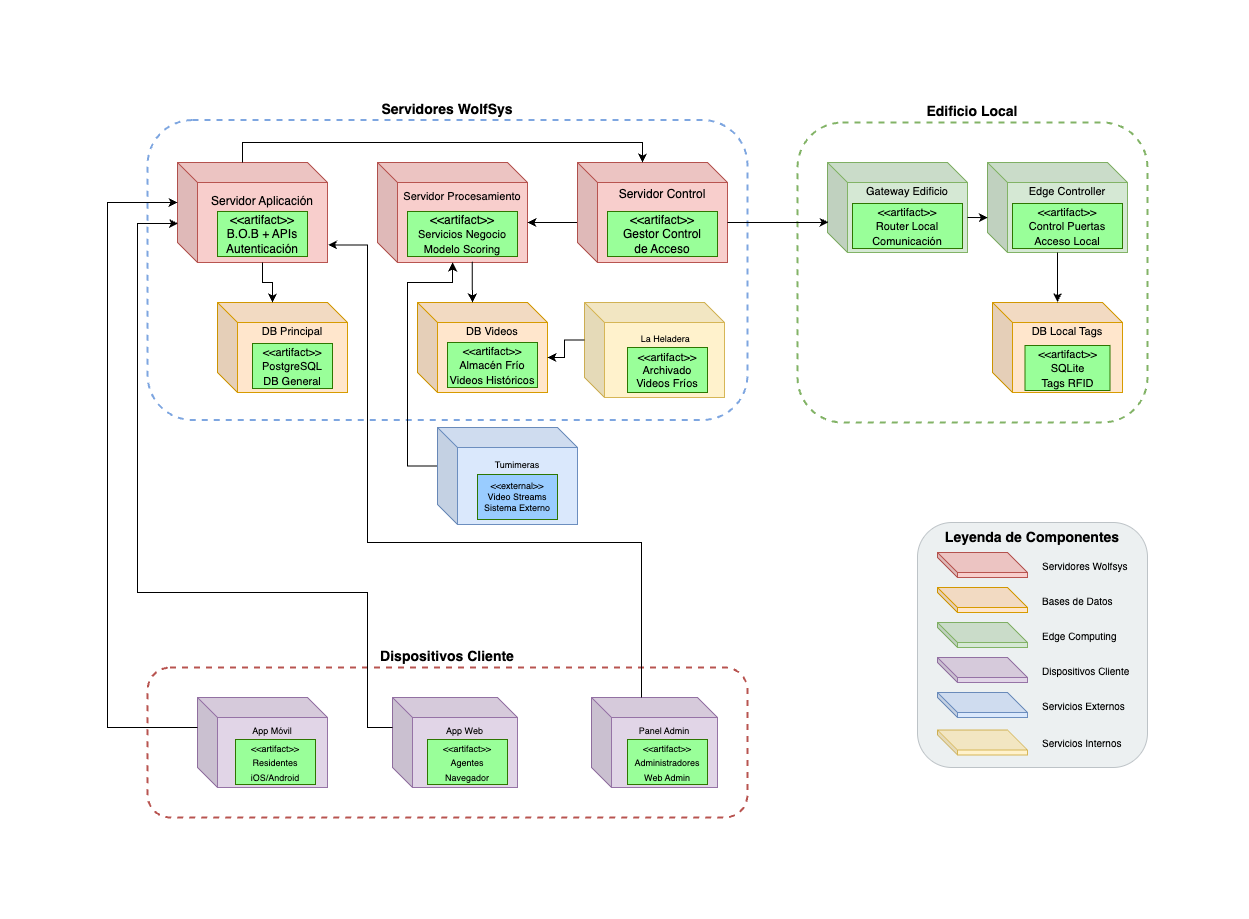 Servidores WolfSys
Edificio Local
Servidor Aplicación
<<artifact>>
B.O.B + APIs
Autenticación
Servidor Procesamiento
<<artifact>>
Servicios Negocio
Modelo Scoring
Servidor Control
<<artifact>>
Gestor Control
de Acceso
Gateway Edificio
<<artifact>>
Router Local
Comunicación
Edge Controller
<<artifact>>
Control Puertas
Acceso Local
DB Principal
<<artifact>>
PostgreSQL
DB General
DB Videos
<<artifact>>
Almacén Frío
Videos Históricos
La Heladera
<<artifact>>
Archivado
Videos Fríos
DB Local Tags
<<artifact>>
SQLite
Tags RFID
Tumimeras
<<external>>
Video Streams
Sistema Externo
Leyenda de Componentes
Servidores Wolfsys
Bases de Datos
Edge Computing
Dispositivos Cliente
Servicios Externos
Servicios Internos
Dispositivos Cliente
App Móvil
<<artifact>>
Residentes
iOS/Android
App Web
<<artifact>>
Agentes
Navegador
Panel Admin
<<artifact>>
Administradores
Web Admin